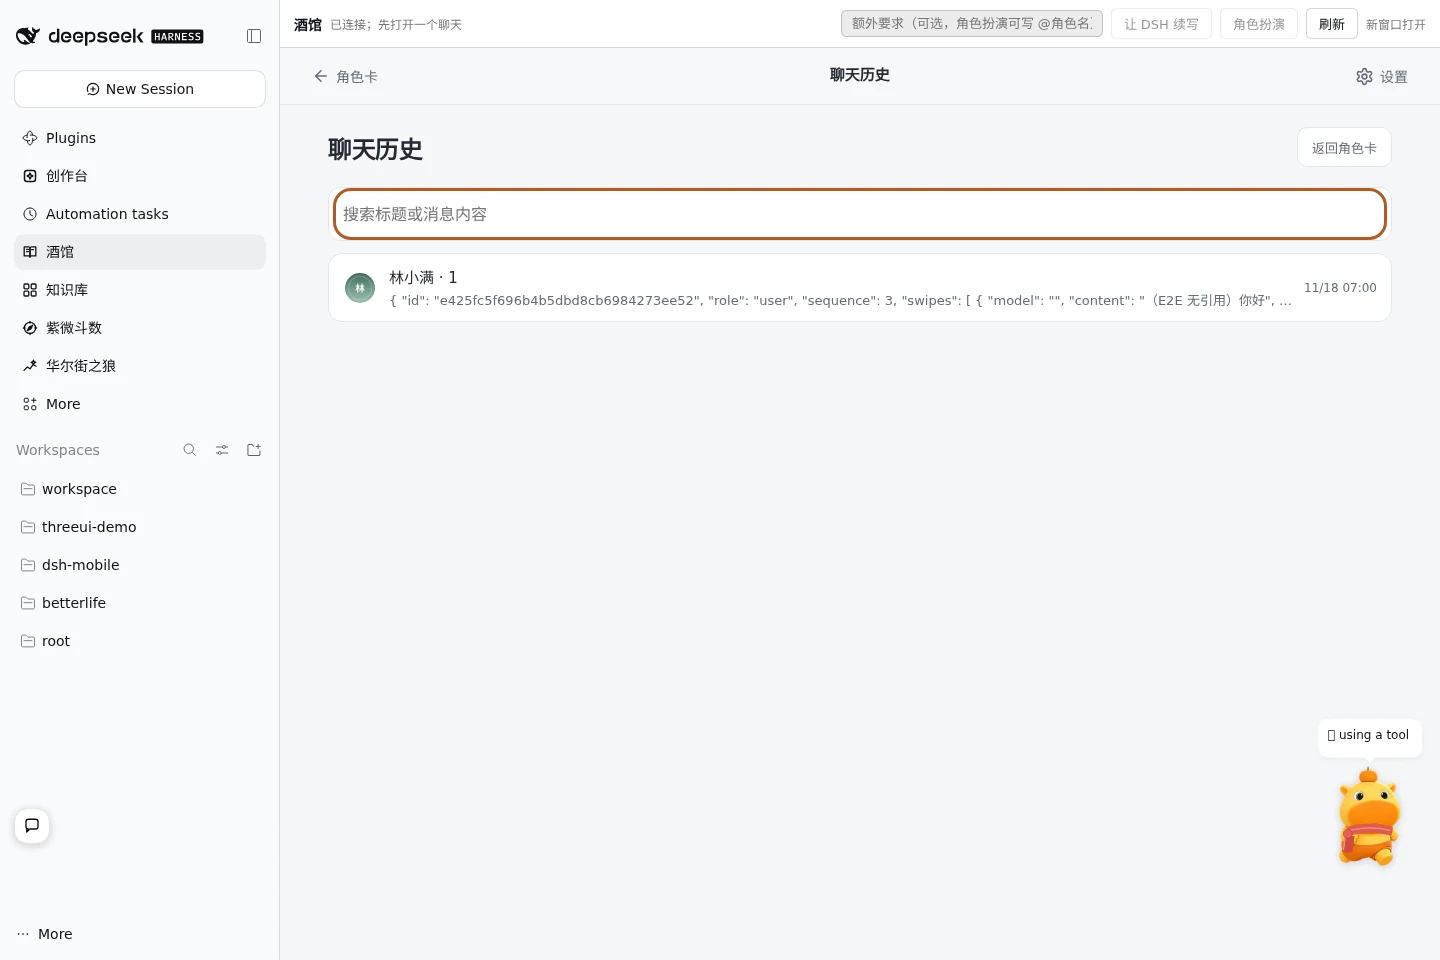 deepseek HARNESS
New Session
Plugins
创作台
Automation tasks
酒馆
知识库
紫微斗数
华尔街之狼
More
Workspaces
workspace
threeui-demo
dsh-mobile
betterlife
root
More
酒馆 已连接；先打开一个聊天
额外要求（可选，角色扮演可写 @角色名
让 DSH 续写
角色扮演
刷新
新窗口打开
角色卡
聊天历史
设置
聊天历史
返回角色卡
搜索标题或消息内容
林
林小满 · 1
{ "id": "e425fc5f696b4b5dbd8cb6984273ee52", "role": "user", "sequence": 3, "swipes": [ { "model": "", "content": "（E2E 无引用）你好", ...
11/18 07:00
using a tool